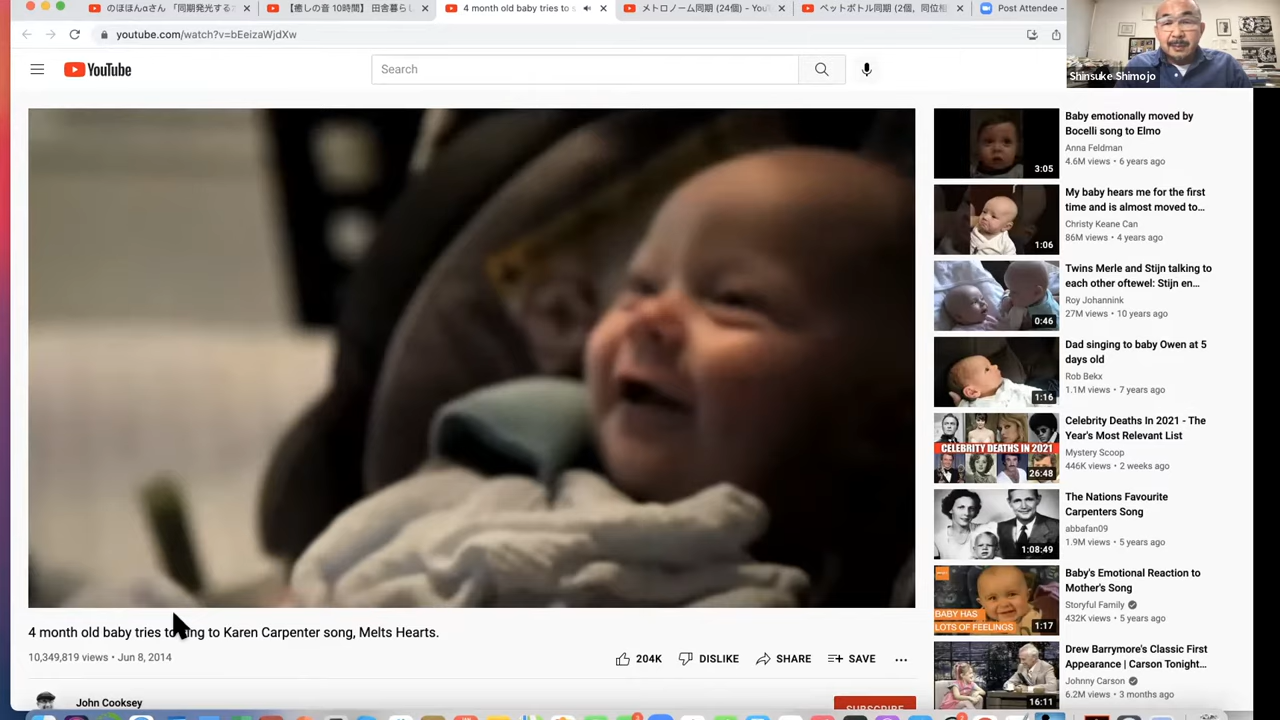 のほほんαさん 「同期発光する
【癒しの音 10時間】 田舎暮らし
4 month old baby tries to s
メトロノーム同期 (24個) - YouT
ペットボトル同期 (2個, 同位相
Post Attendee -
youtube.com/watch?v=bEeizaWjdXw
Shinsuke Shimojo
YouTube
Search
Baby emotionally moved by
Bocelli song to Elmo
Anna Feldman
4.6M views • 6 years ago
3:05
My baby hears me for the first
time and is almost moved to…
Christy Keane Can
86M views • 4 years ago
1:06
Twins Merle and Stijn talking to
each other oftewel: Stijn en…
Roy Johannink
27M views • 10 years ago
0:46
Dad singing to baby Owen at 5
days old
Rob Bekx
1.1M views • 7 years ago
1:16
Celebrity Deaths In 2021 - The
Year's Most Relevant List
Mystery Scoop
446K views • 2 weeks ago
CELEBRITY DEATHS IN 2021
26:48
The Nations Favourite
Carpenters Song
abbafan09
1.9M views • 5 years ago
1:08:49
Baby's Emotional Reaction to
Mother's Song
Storyful Family
432K views • 5 years ago
BABY HAS
LOTS OF FEELINGS
1:17
Drew Barrymore's Classic First
Appearance | Carson Tonight…
Johnny Carson
6.2M views • 3 months ago
16:11
4 month old baby tries to song, Melts Hearts.
10,349,819 views • Jun 8, 2014
204K
DISLIKE
SHARE
SAVE
John Cooksey
SUBSCRIBE